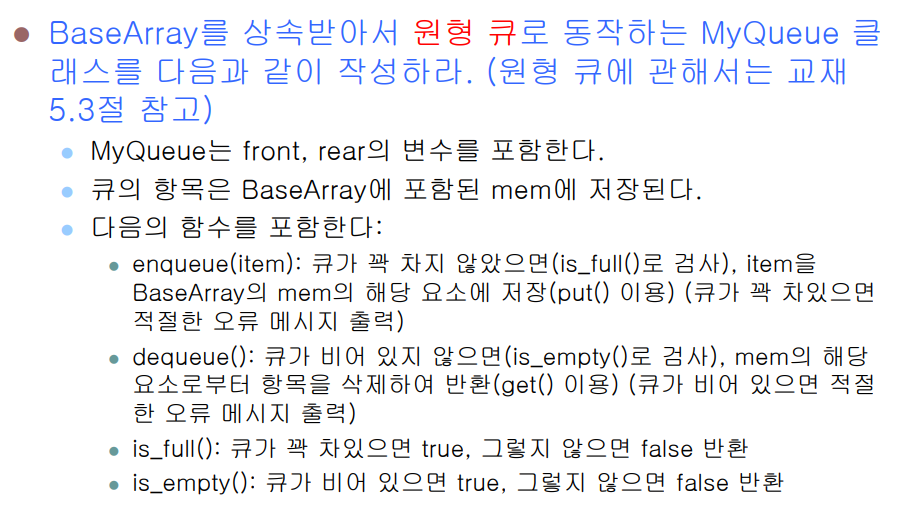 BaseArray를 상속받아서 원형 큐로 동작하는 MyQueue 클
래스를 다음과 같이 작성하라. (원형 큐에 관해서는 교재
5.3절 참고)
MyQueue는 front, rear의 변수를 포함한다.
큐의 항목은 BaseArray에 포함된 mem에 저장된다.
다음의 함수를 포함한다:
enqueue(item): 큐가 꽉 차지 않았으면(is_full()로 검사), item을
BaseArray의 mem의 해당 요소에 저장(put() 이용) (큐가 꽉 차있으면
적절한 오류 메시지 출력)
dequeue(): 큐가 비어 있지 않으면(is_empty()로 검사), mem의 해당
요소로부터 항목을 삭제하여 반환(get() 이용) (큐가 비어 있으면 적절
한 오류 메시지 출력)
is_full(): 큐가 꽉 차있으면 true, 그렇지 않으면 false 반환
is_empty(): 큐가 비어 있으면 true, 그렇지 않으면 false 반환